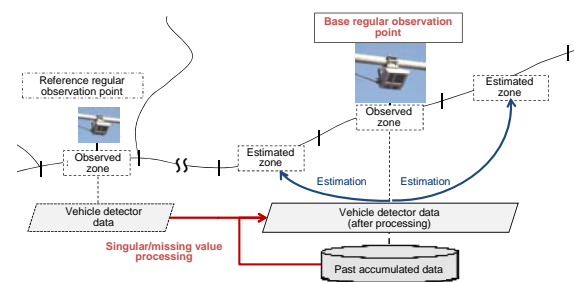 Base regular observation
point
Reference regular
observation point
Estimated
zone
Observed
zone
Observed
zone
Estimated
zone
Estimation
Estimation
Vehicle detector
data
Vehicle detector data
(after processing)
Singular/missing value
processing
Past accumulated data